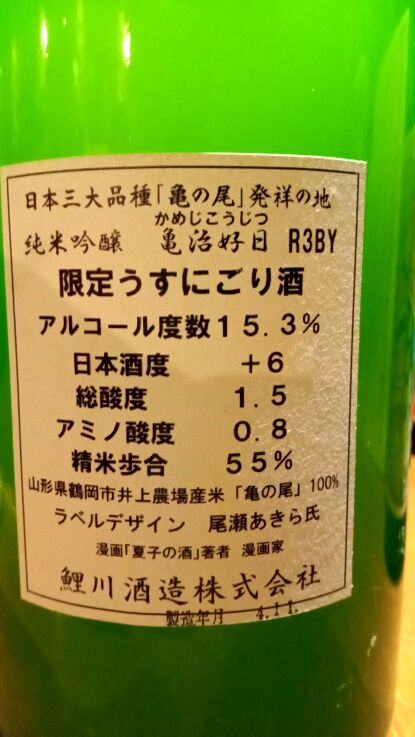 日本三大品種「亀の尾」発祥の地
かめじこうじつ
純米吟醸 亀治好日 R3BY
限定うすにごり酒
アルコール度数15.3%
日本酒度 +6
総酸度 1.5
アミノ酸度 0.8
精米歩合 55%
山形県鶴岡市井上農場産米「亀の尾」100%
ラベルデザイン 尾瀬あきら氏
漫画「夏子の酒」著者 漫画家
鯉川酒造株式会社
製造年月 4.11.